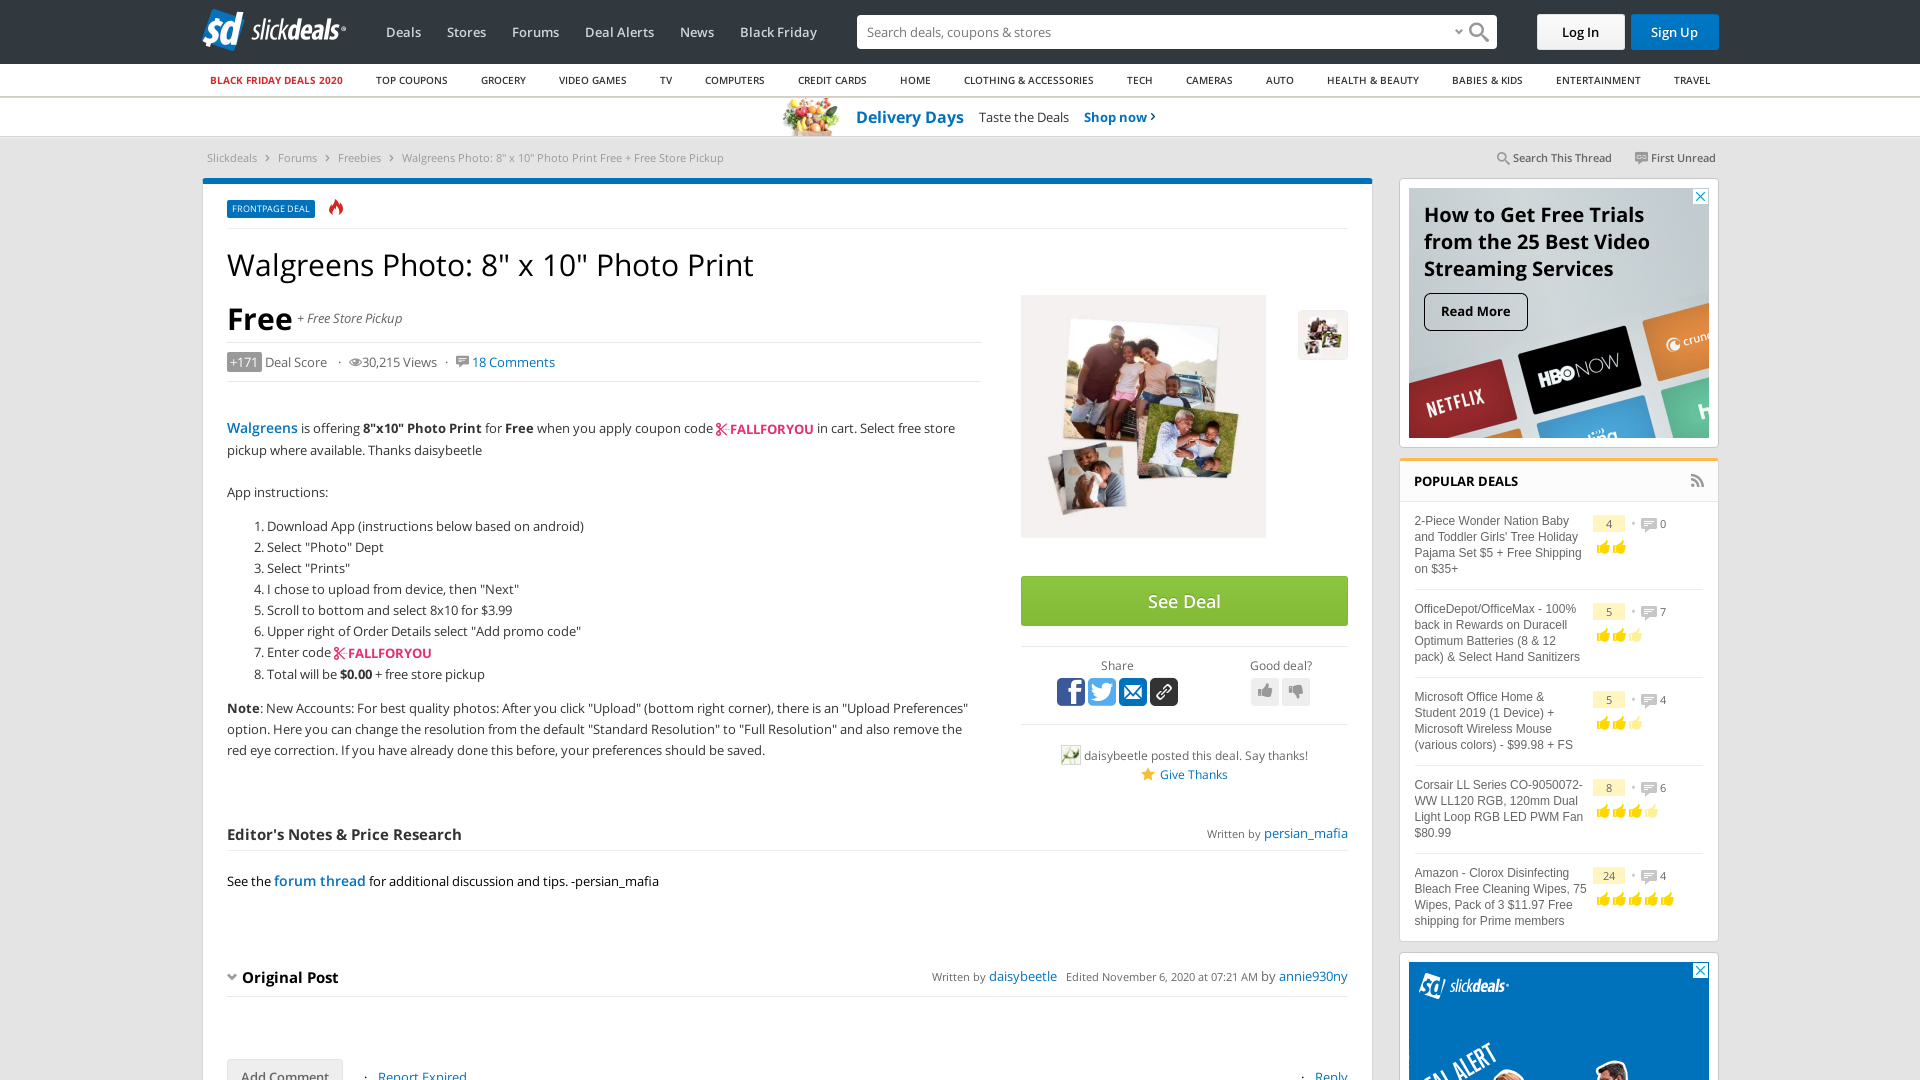 sd slickdeals
Deals
Stores
Forums
Deal Alerts
News
Black Friday
Search deals, coupons & stores
Log In
Sign Up
BLACK FRIDAY DEALS 2020
TOP COUPONS
GROCERY
VIDEO GAMES
TV
COMPUTERS
CREDIT CARDS
HOME
CLOTHING & ACCESSORIES
TECH
CAMERAS
AUTO
HEALTH & BEAUTY
BABIES & KIDS
ENTERTAINMENT
TRAVEL
Delivery Days Taste the Deals Shop now
Slickdeals > Forums > Freebies > Walgreens Photo: 8" x 10" Photo Print Free + Free Store Pickup
Search This Thread
First Unread
FRONTPAGE DEAL
Walgreens Photo: 8" x 10" Photo Print
Free + Free Store Pickup
+171 Deal Score · 30,215 Views · 18 Comments
Walgreens is offering 8"x10" Photo Print for Free when you apply coupon code FALLFORYOU in cart. Select free store
pickup where available. Thanks daisybeetle
App instructions:
1. Download App (instructions below based on android)
2. Select "Photo" Dept
3. Select "Prints"
4. I chose to upload from device, then "Next"
5. Scroll to bottom and select 8x10 for $3.99
6. Upper right of Order Details select "Add promo code"
7. Enter code FALLFORYOU
8. Total will be $0.00 + free store pickup
Note: New Accounts: For best quality photos: After you click "Upload" (bottom right corner), there is an "Upload Preferences"
option. Here you can change the resolution from the default "Standard Resolution" to "Full Resolution" and also remove the
red eye correction. If you have already done this before, your preferences should be saved.
See Deal
Share
Good deal?
daisybeetle posted this deal. Say thanks!
Give Thanks
Editor's Notes & Price Research
Written by persian_mafia
See the forum thread for additional discussion and tips. -persian_mafia
Original Post
Written by daisybeetle Edited November 6, 2020 at 07:21 AM by annie930ny
Add Comment
· Report Expired
· Reply
How to Get Free Trials
from the 25 Best Video
Streaming Services
Read More
NETFLIX
HBO NOW
POPULAR DEALS
2-Piece Wonder Nation Baby
and Toddler Girls' Tree Holiday
Pajama Set $5 + Free Shipping
on $35+
4 • 0
OfficeDepot/OfficeMax - 100%
back in Rewards on Duracell
Optimum Batteries (8 & 12
pack) & Select Hand Sanitizers
5 • 7
Microsoft Office Home &
Student 2019 (1 Device) +
Microsoft Wireless Mouse
(various colors) - $99.98 + FS
5 • 4
Corsair LL Series CO-9050072-
WW LL120 RGB, 120mm Dual
Light Loop RGB LED PWM Fan
$80.99
8 • 6
Amazon - Clorox Disinfecting
Bleach Free Cleaning Wipes, 75
Wipes, Pack of 3 $11.97 Free
shipping for Prime members
24 • 4
sd slickdeals
ALERT